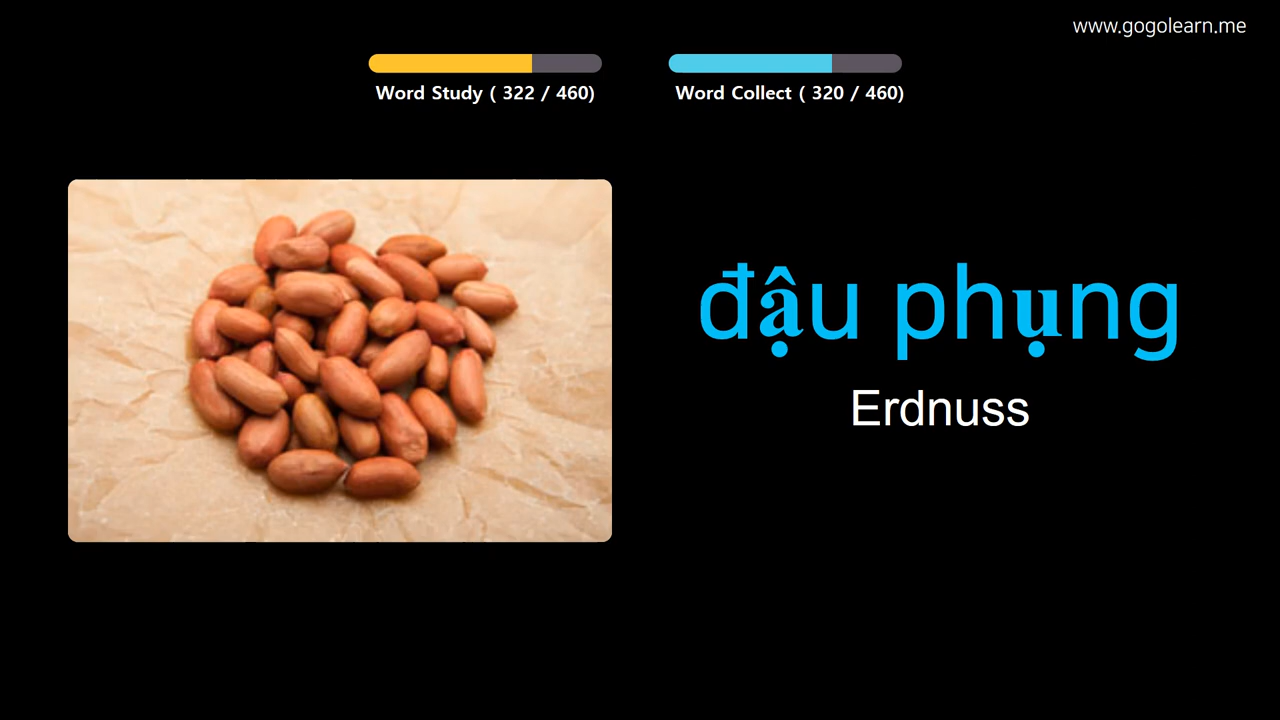 www.gogolearn.me
Word Study ( 322 / 460)
Word Collect ( 320 / 460)
đậu phụng
Erdnuss